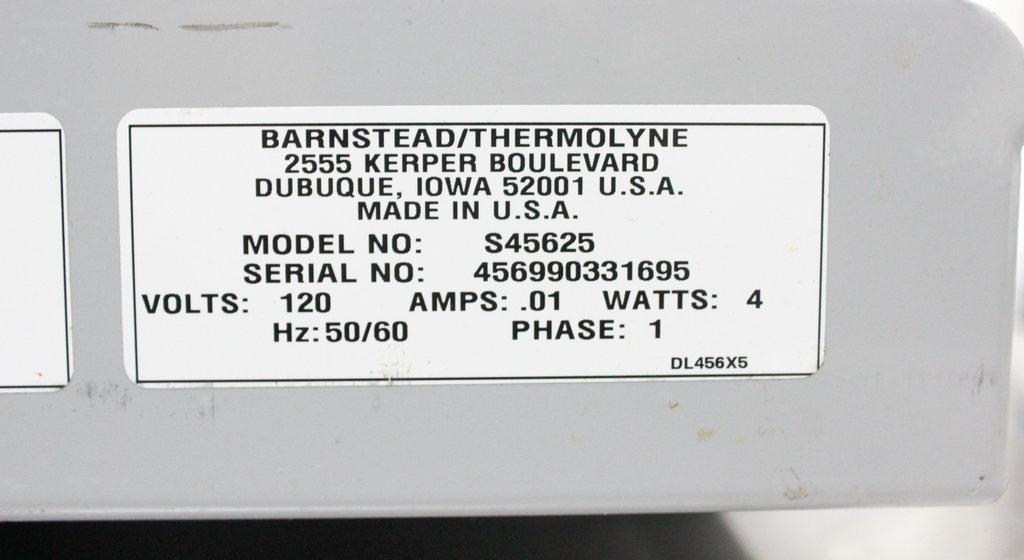 BARNSTEAD/THERMOLYNE
2555 KERPER BOULEVARD
DUBUQUE, IOWA 52001 U.S.A.
MADE IN U.S.A.
MODEL NO: S45625
SERIAL NO: 456990331695
VOLTS: 120 AMPS: .01 WATTS: 4
Hz: 50/60 PHASE: 1
DL456X5